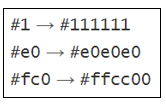 #1 → #111111
#e0 → #e0e0e0
#fc0 → #ffcc00